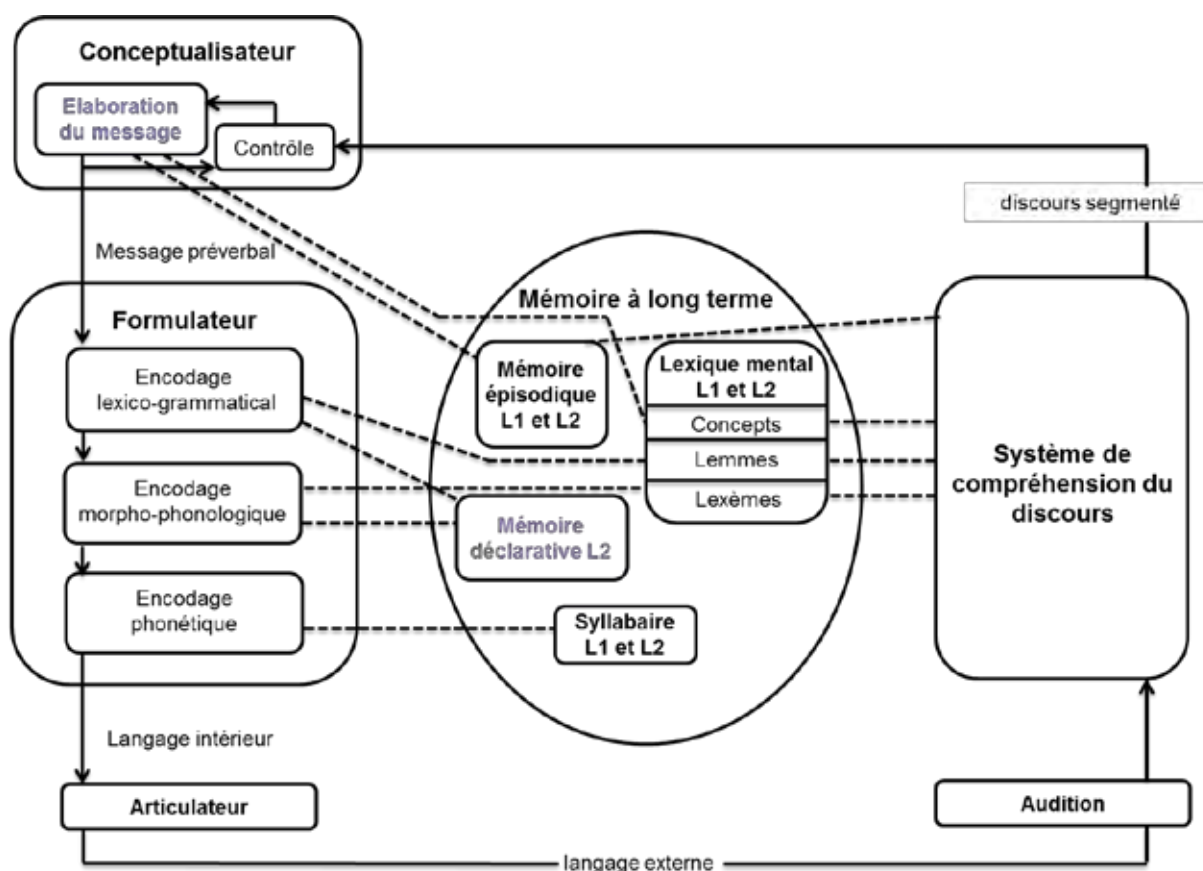 Conceptualisateur
Elaboration
du message
Contrôle
discours segmenté
Message préverbal
Formulateur
Encodage
lexico-grammatical
Encodage
morpho-phonologique
Encodage
phonétique
Mémoire à long terme
Mémoire
épisodique
L1 et L2
Lexique mental
L1 et L2
Concepts
Lemmes
Lexèmes
Mémoire
déclarative L2
Syllabaire
L1 et L2
Système de
compréhension du
discours
Langage intérieur
Articulateur
Audition
langage externe